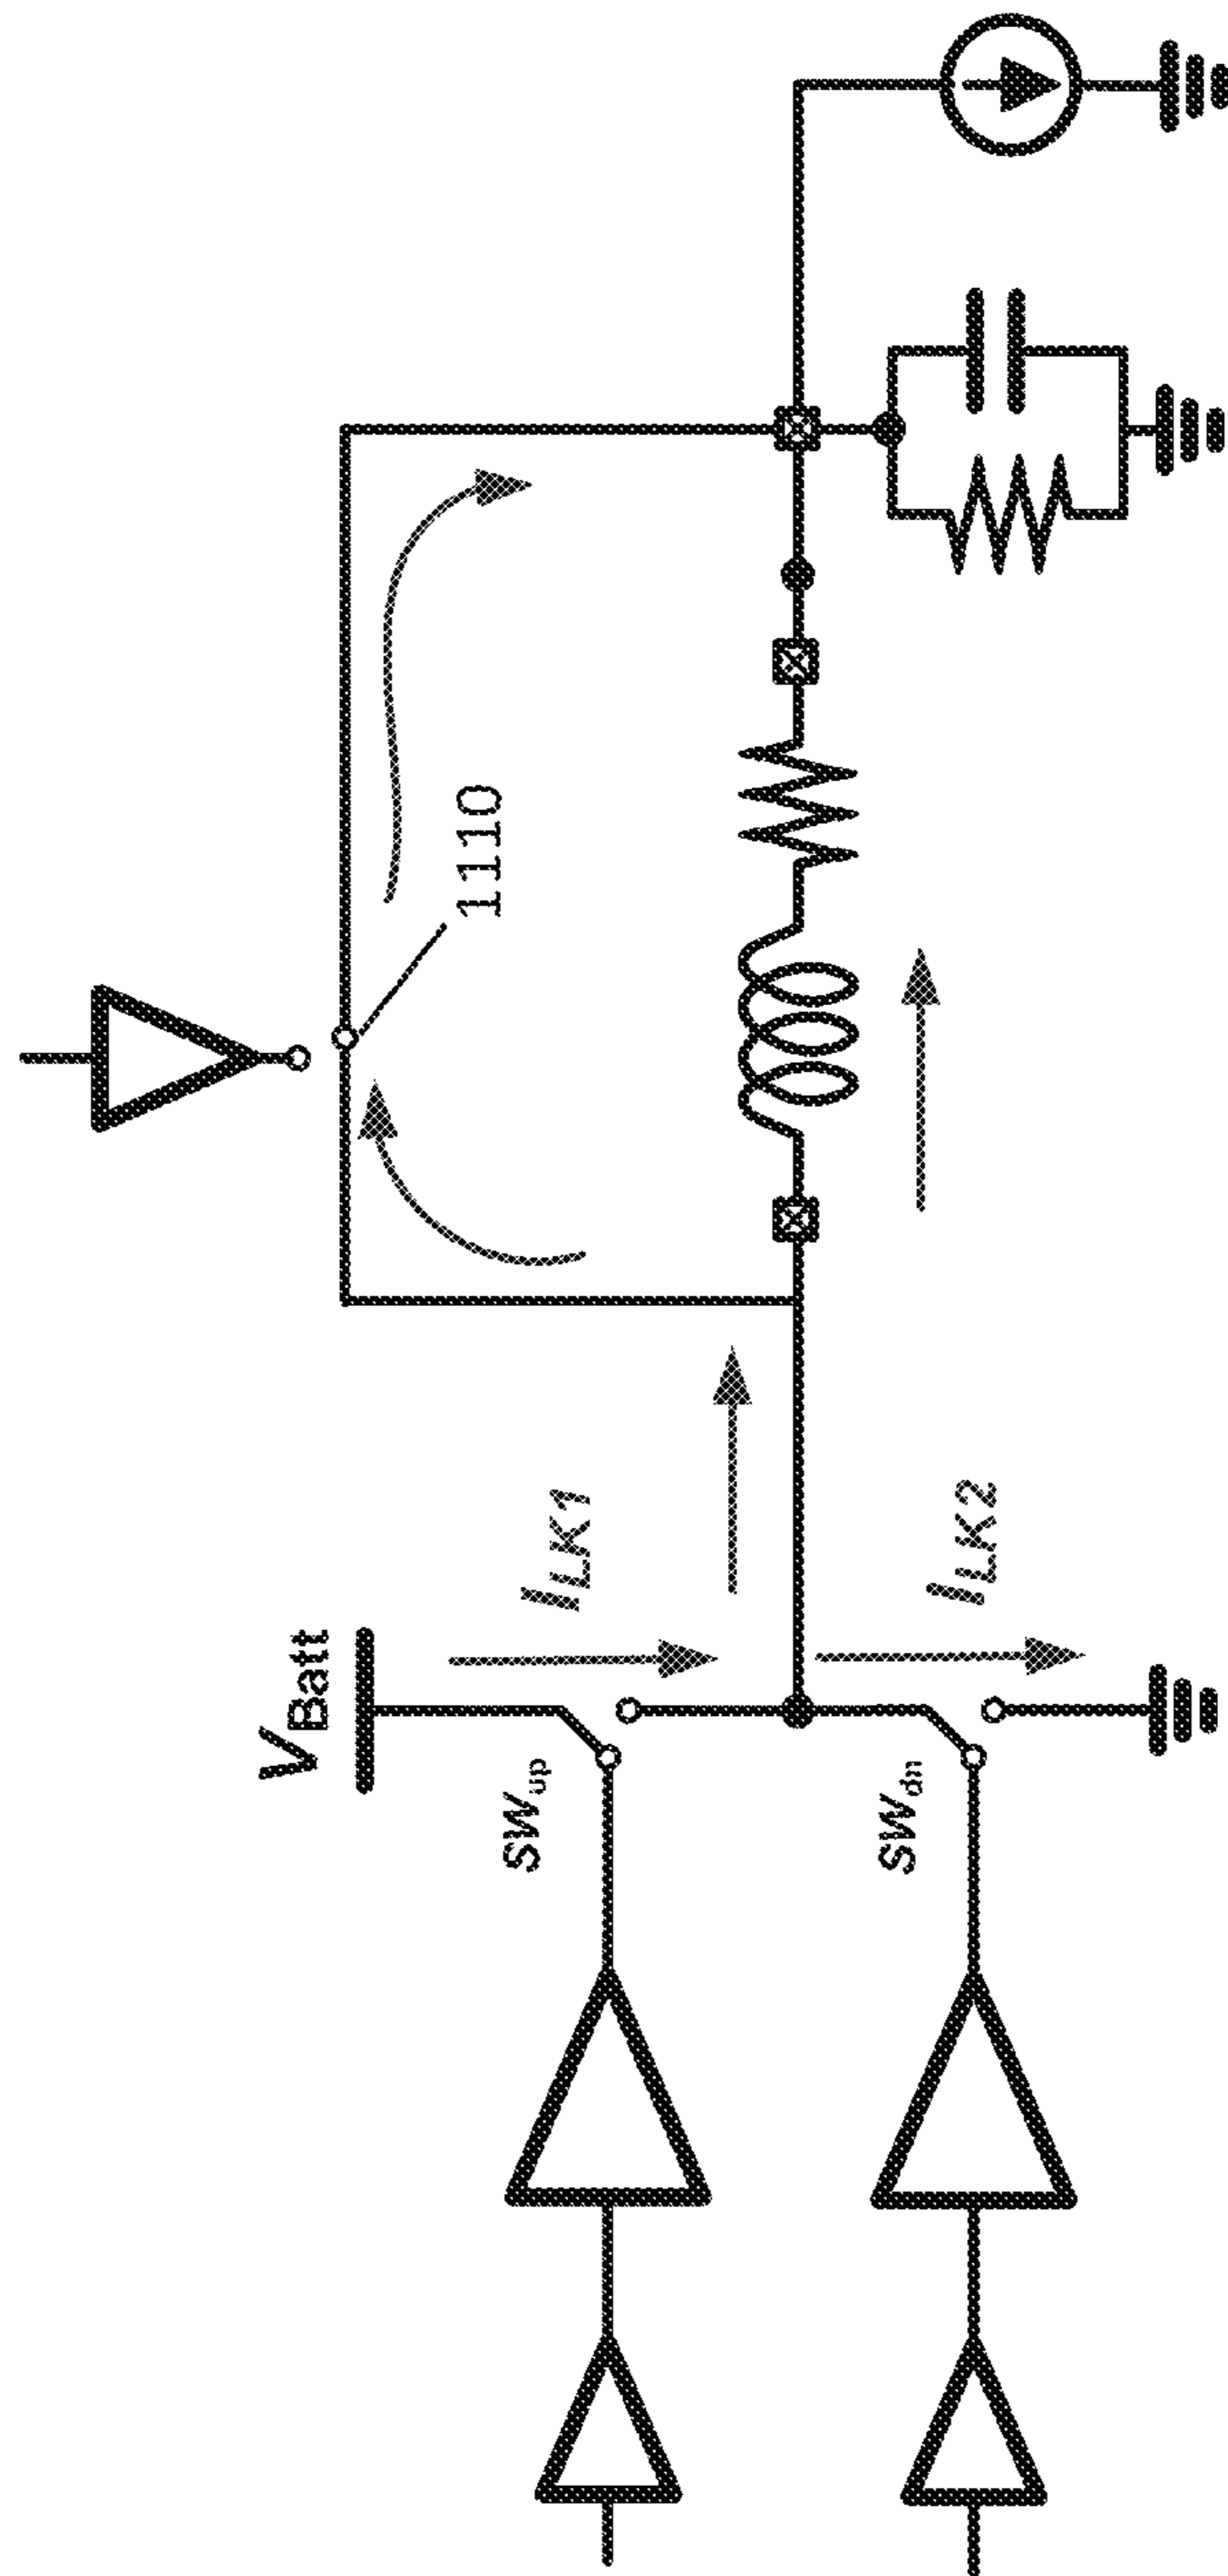 V_Batt
SW_up
I_LK1
SW_dn
I_LK2
1110